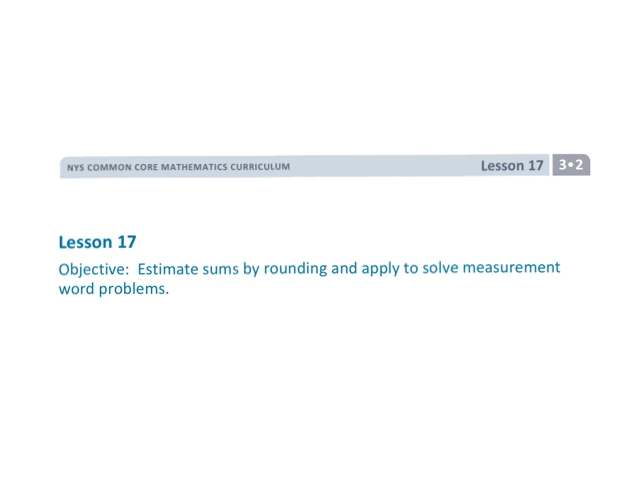 NYS COMMON CORE MATHEMATICS CURRICULUM Lesson 17 3•2
Lesson 17
Objective: Estimate sums by rounding and apply to solve measurement
word problems.